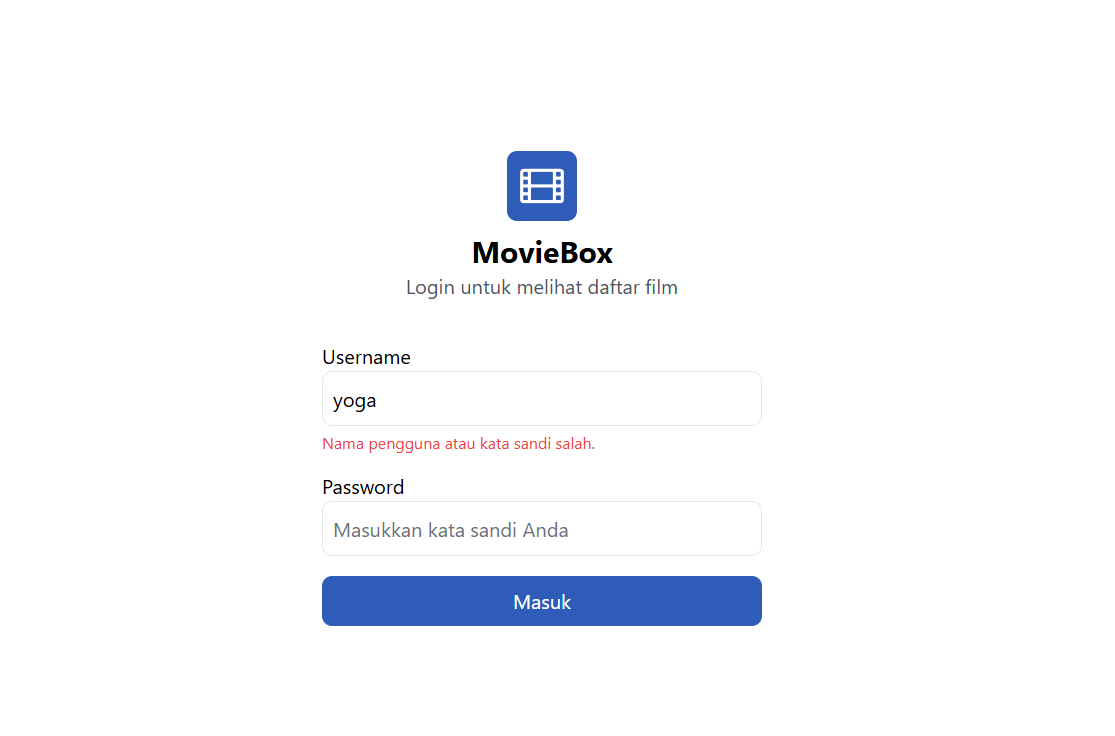 MovieBox
Login untuk melihat daftar film
Username
yoga
Nama pengguna atau kata sandi salah.
Password
Masukkan kata sandi Anda
Masuk